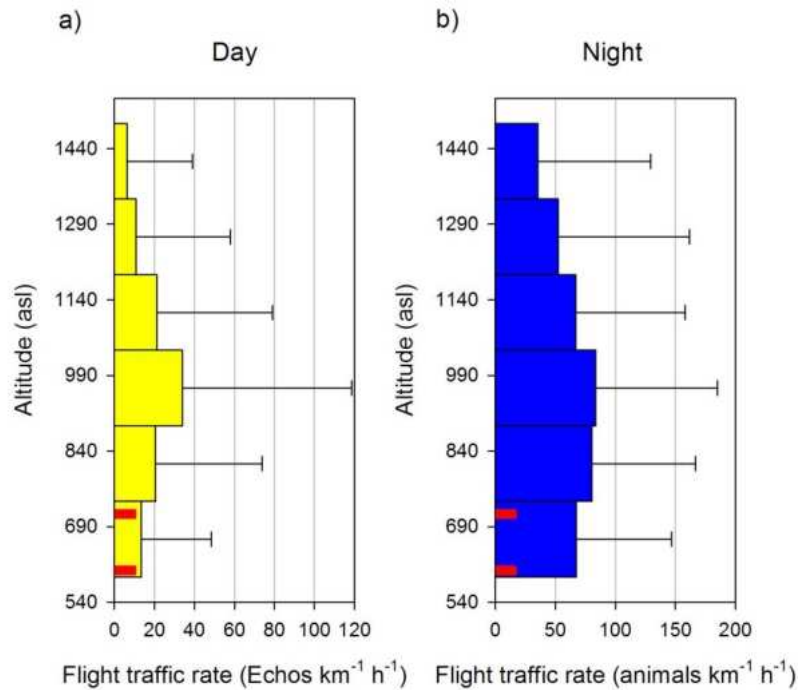 a)
Day
1440
1290
1140
990
840
690
540
Altitude (asl)
0 20 40 60 80 100 120
Flight traffic rate (Echos km⁻¹ h⁻¹)
b)
Night
1440
1290
1140
990
840
690
540
Altitude (asl)
0 50 100 150 200
Flight traffic rate (animals km⁻¹ h⁻¹)